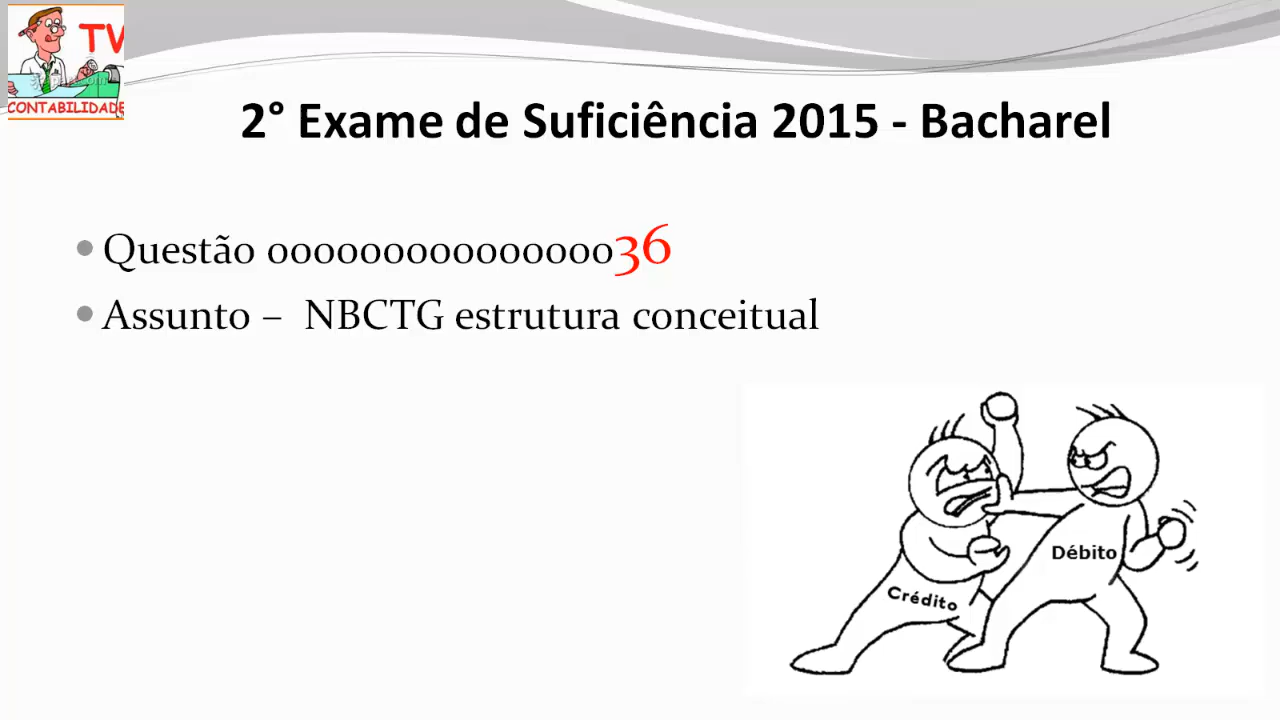 TV
CONTABILIDADE
2° Exame de Suficiência 2015 - Bacharel
Questão ooooooooooooooo36
Assunto – NBCTG estrutura conceitual
Débito
Crédito